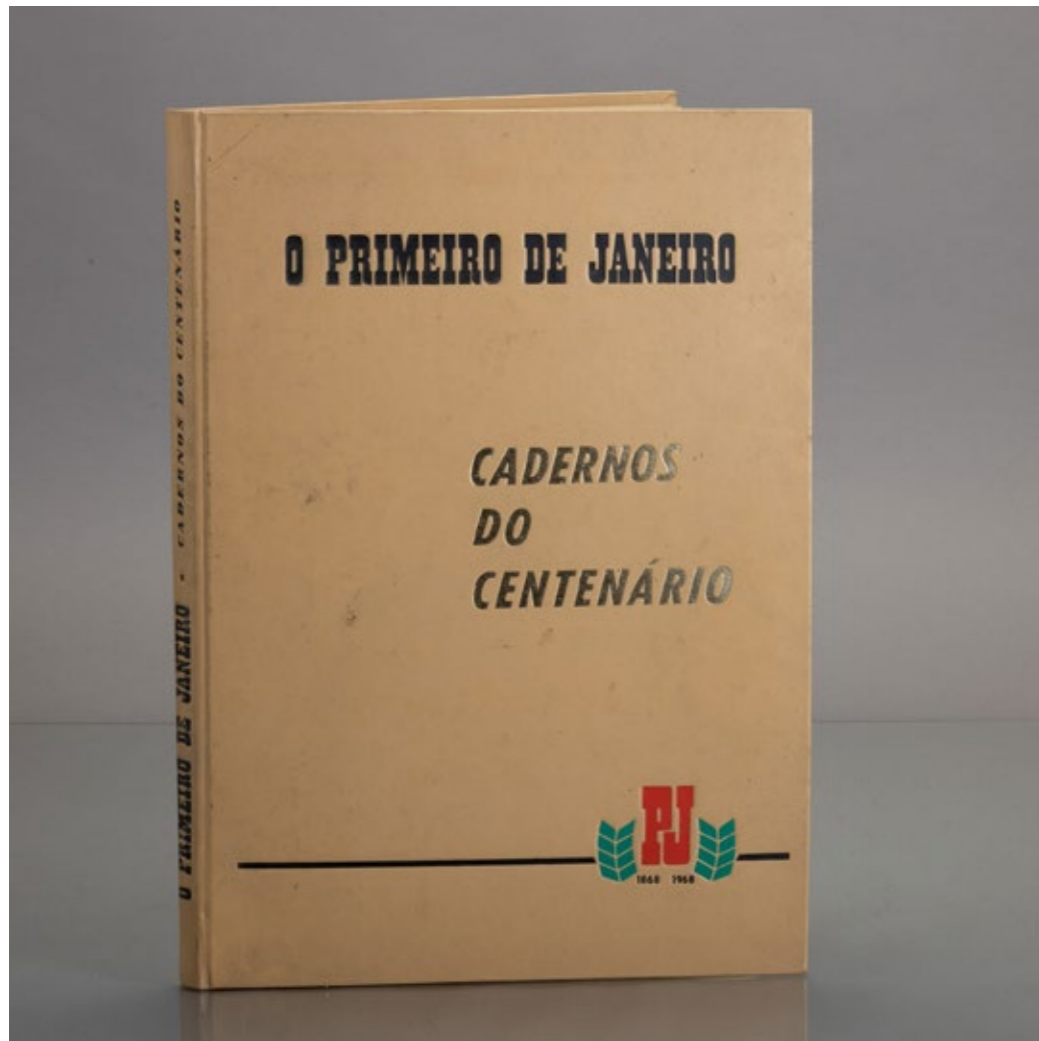 O PRIMEIRO DE JANEIRO
CADERNOS
DO
CENTENÁRIO
PJ
1868 1968
O PRIMEIRO DE JANEIRO • CADERNOS DO CENTENÁRIO